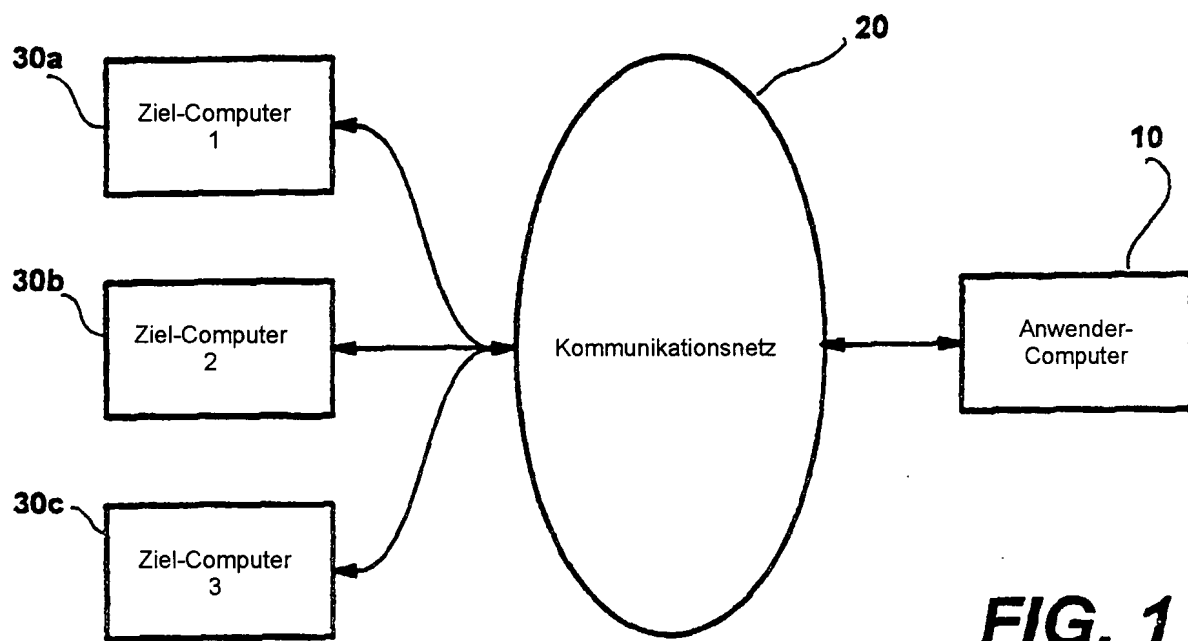 20
30a
Ziel-Computer
1
10
30b
Ziel-Computer
2
Kommunikationsnetz
Anwender-
Computer
30c
Ziel-Computer
3
FIG. 1